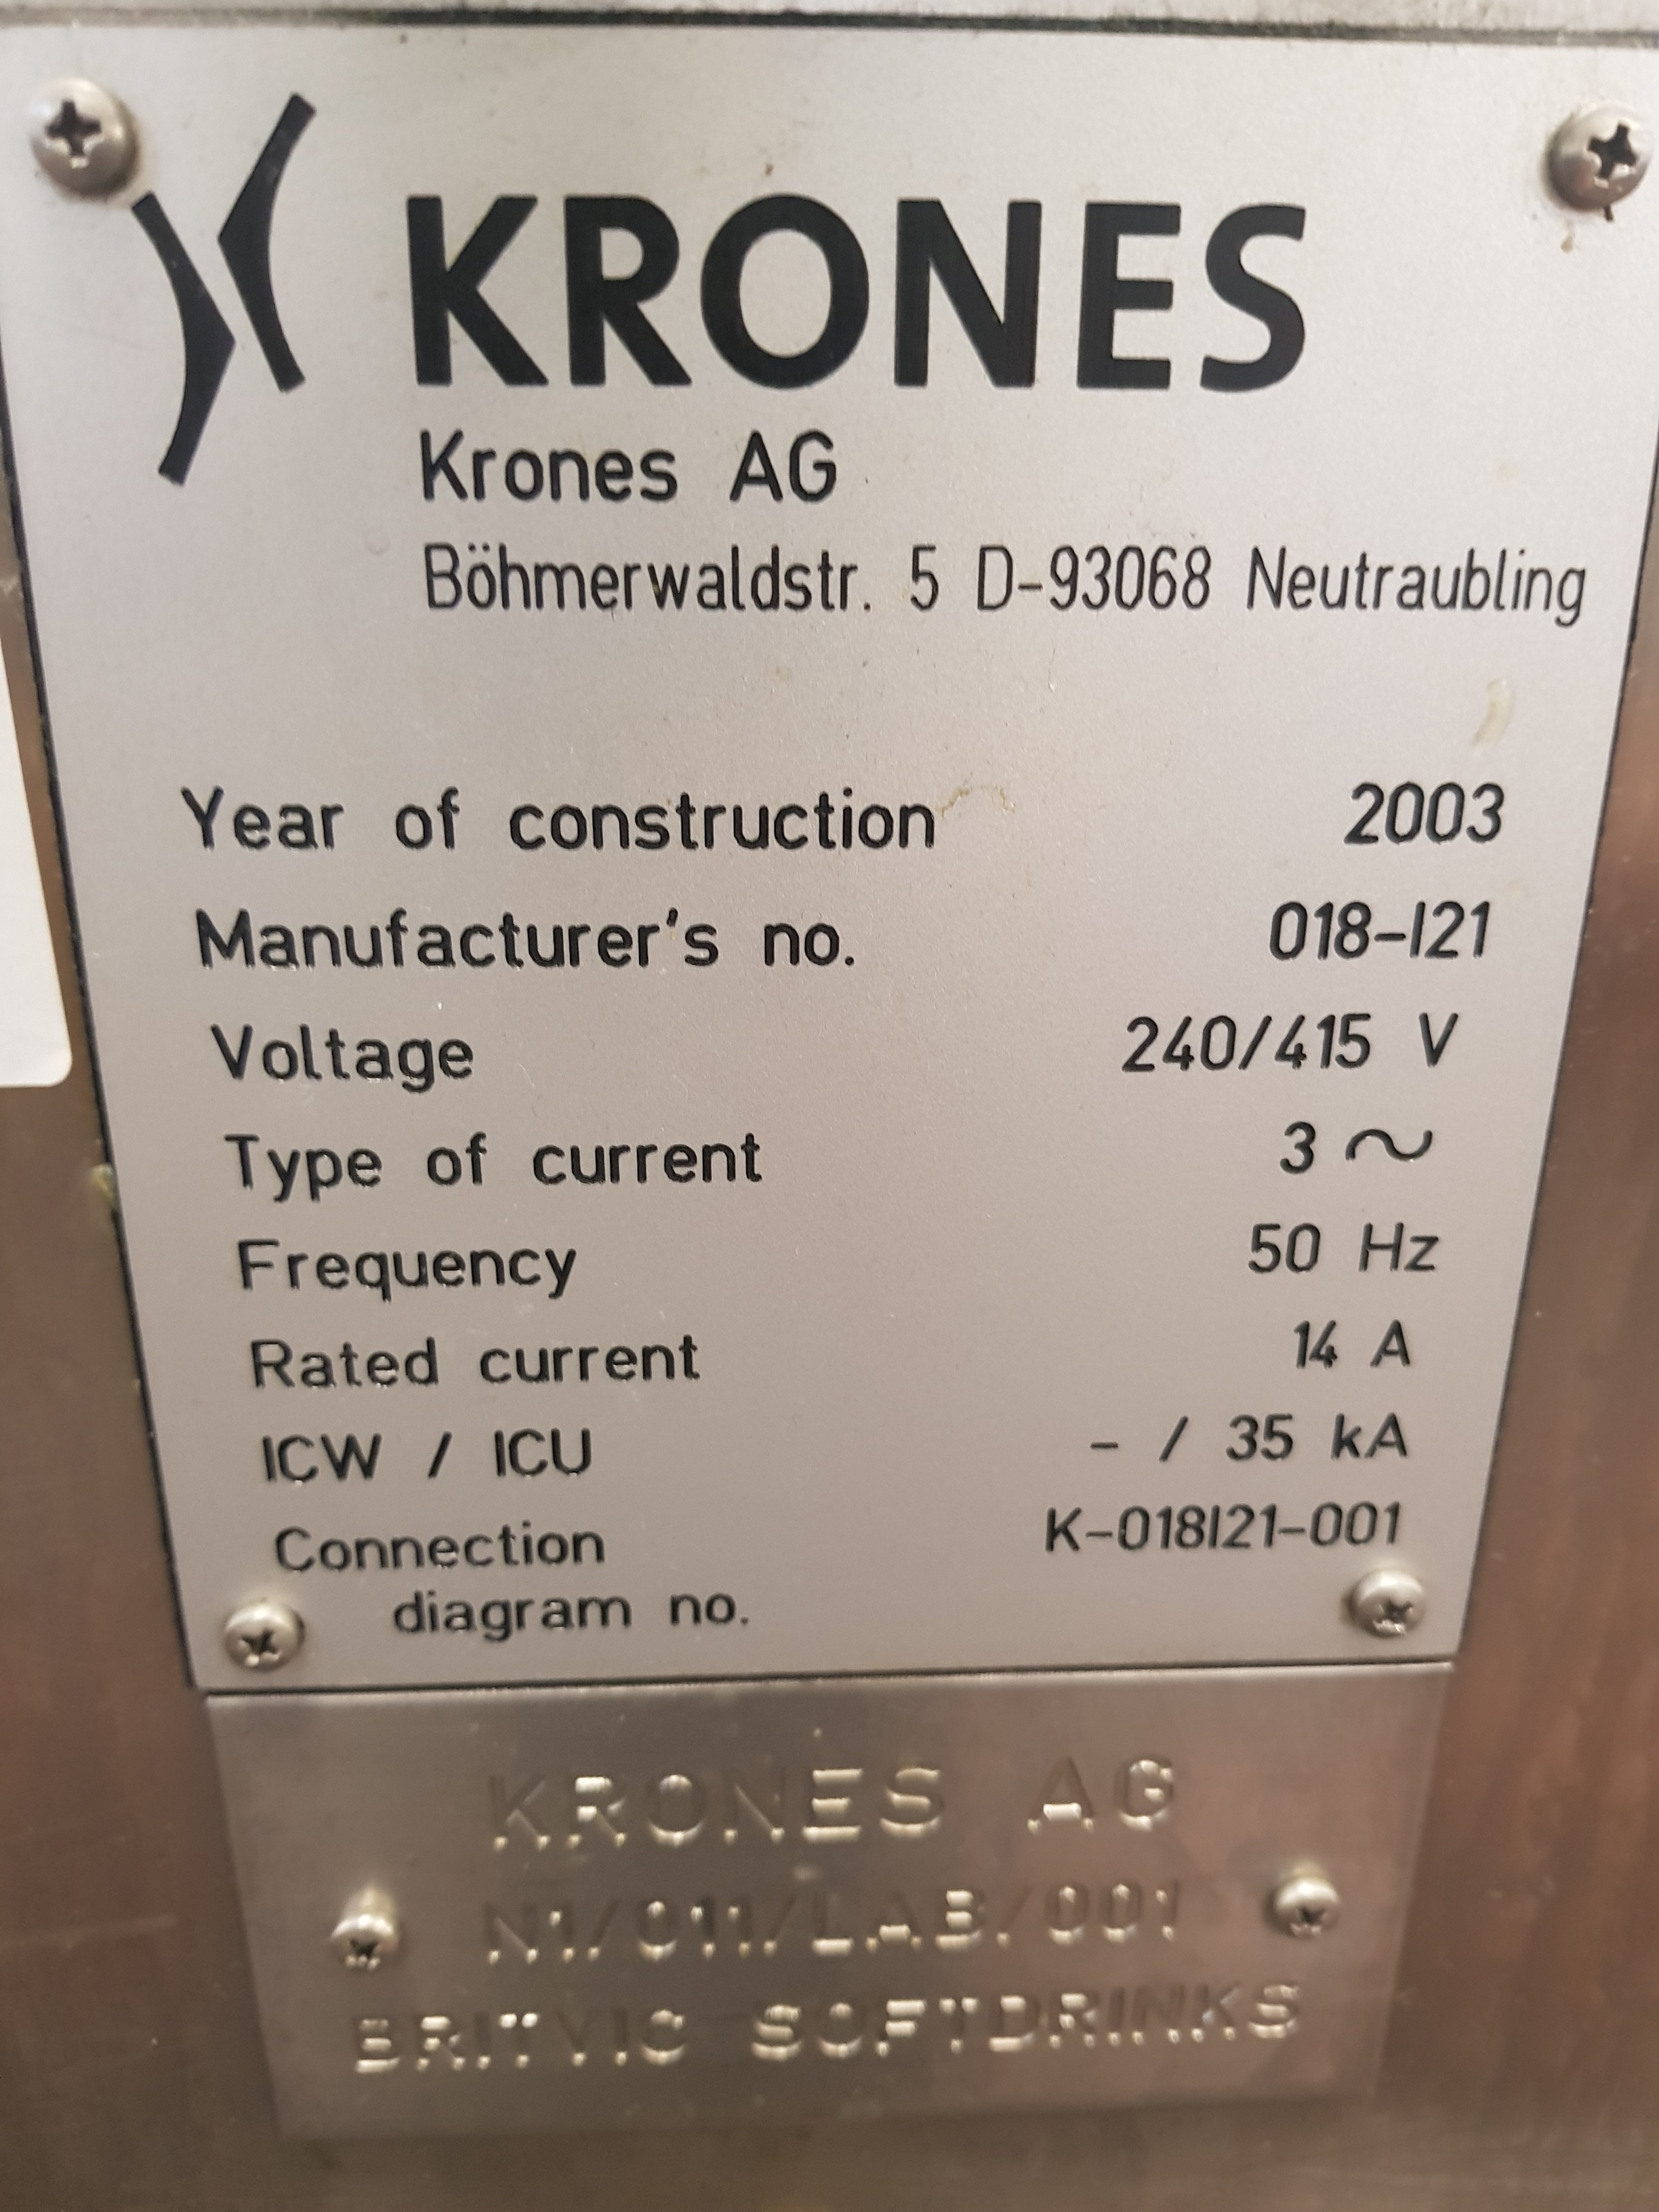 KRONES
Krones AG
Böhmerwaldstr. 5 D-93068 Neutraubling
Year of construction 2003
Manufacturer's no. 018-I21
Voltage 240/415 V
Type of current 3 ~
Frequency 50 Hz
Rated current 14 A
ICW / ICU - / 35 kA
Connection K-018I21-001
diagram no.
KRONES AG
N1/011/LAB/001
BRITVIC SOFTDRINKS